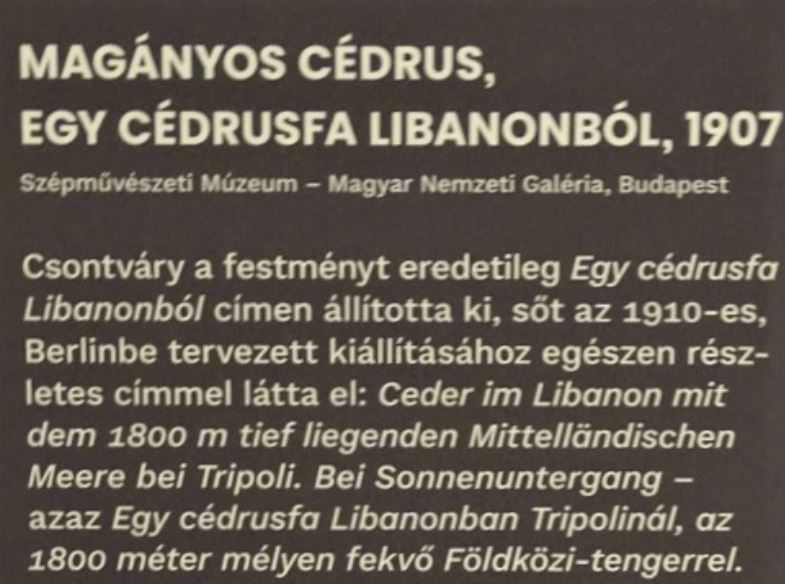 MAGÁNYOS CÉDRUS,
EGY CÉDRUSFA LIBANONBÓL, 1907
Szépművészeti Múzeum – Magyar Nemzeti Galéria, Budapest
Csontváry a festményt eredetileg Egy cédrusfa
Libanonból címen állította ki, sőt az 1910-es,
Berlinbe tervezett kiállításához egészen rész-
letes címmel látta el: Ceder im Libanon mit
dem 1800 m tief liegenden Mittelländischen
Meere bei Tripoli. Bei Sonnenuntergang –
azaz Egy cédrusfa Libanonban Tripolinál, az
1800 méter mélyen fekvő Földközi-tengerrel.